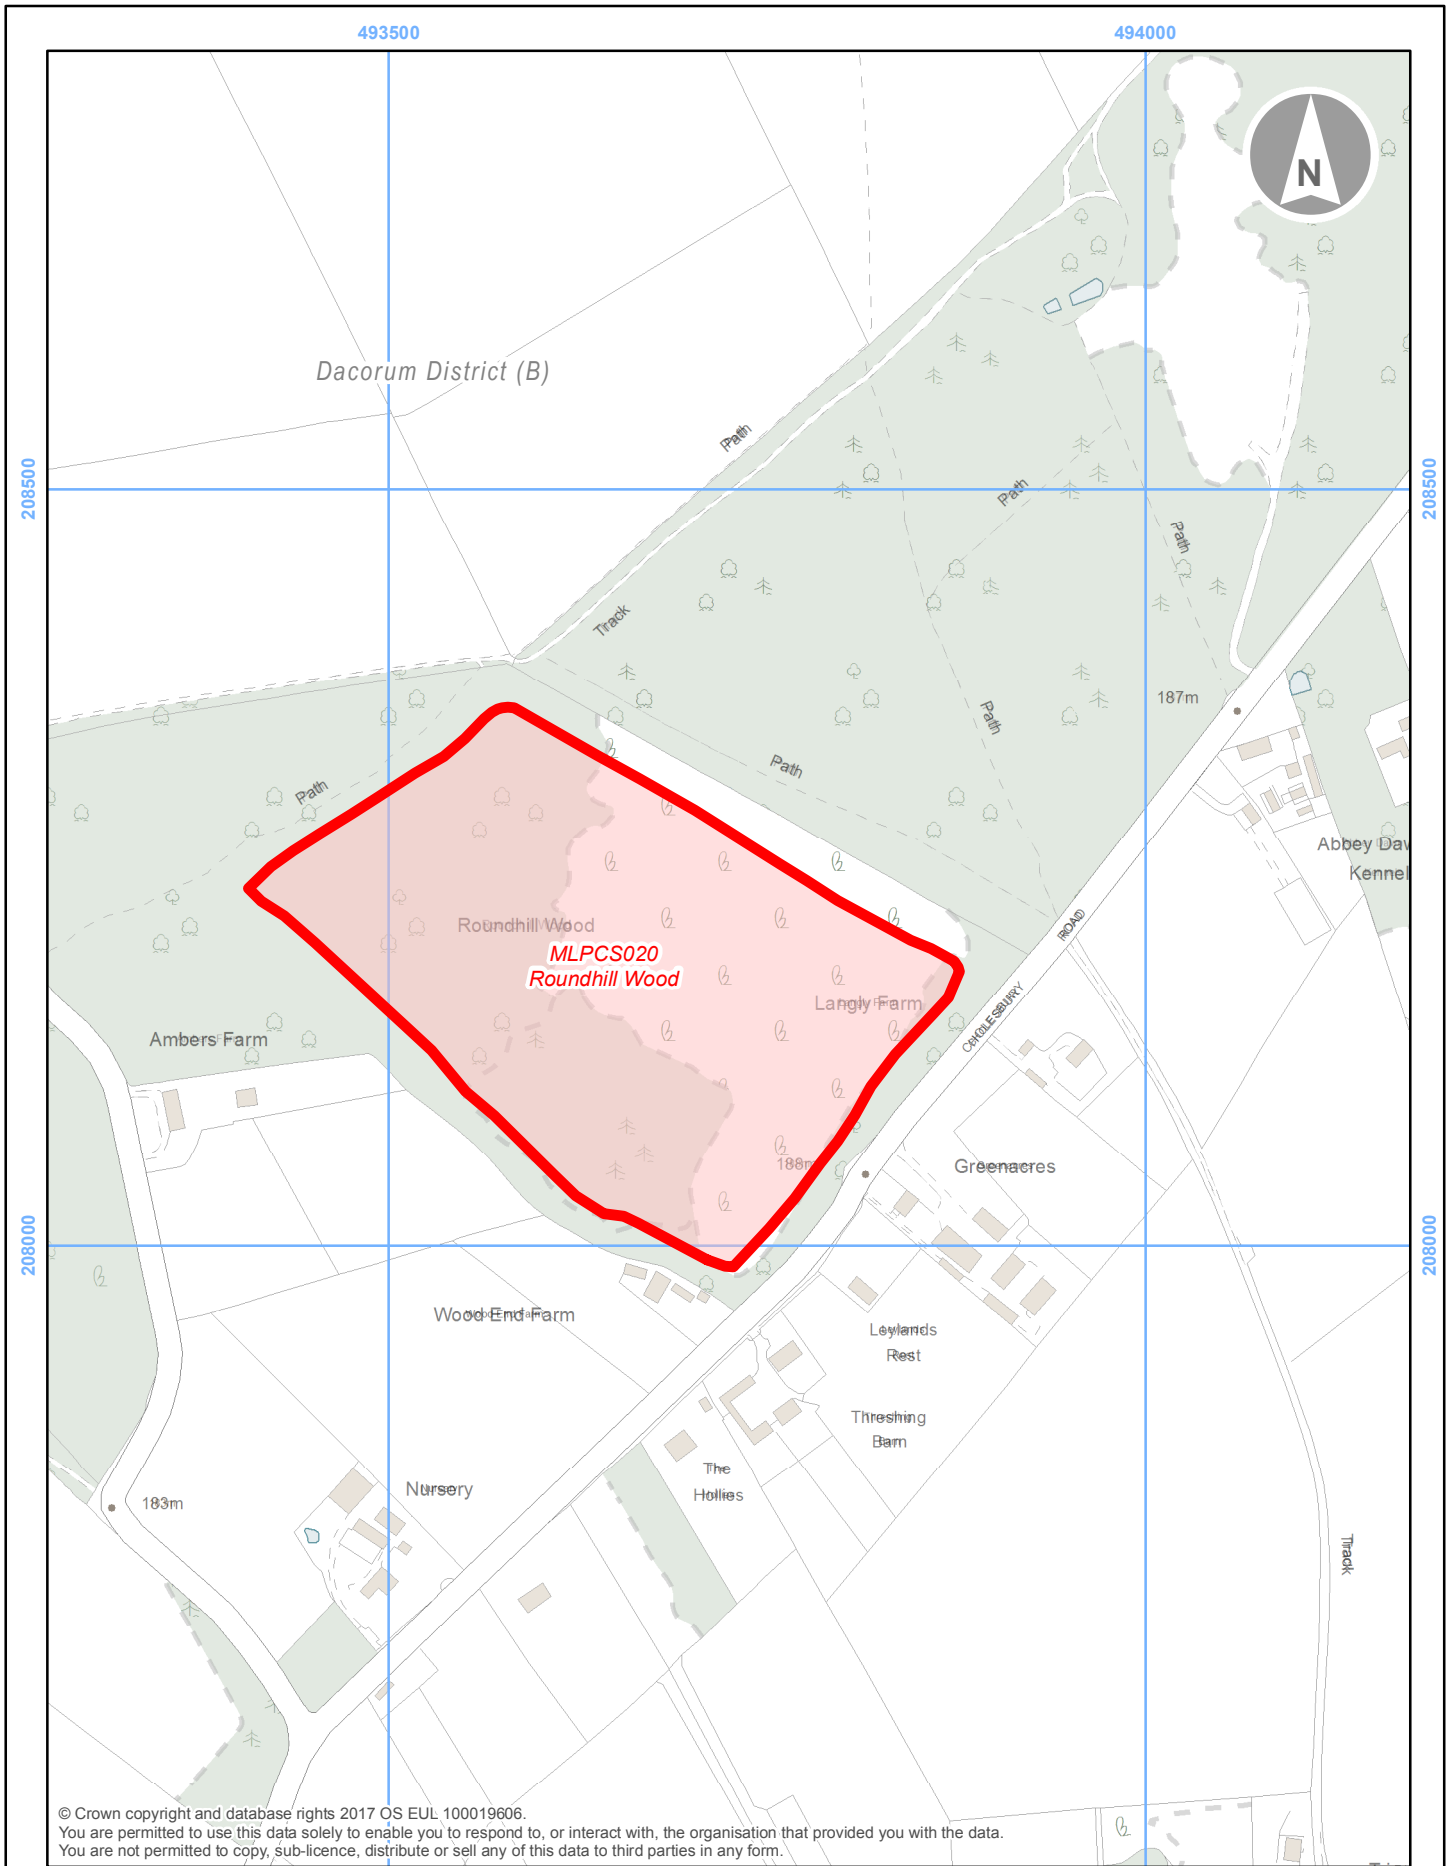 493500
494000
N
Dacorum District (B)
Path
208500
208500
Path
Path
Track
187m
Path
Path
Path
Abbey Daw
Kennel
Roundhill Wood
ROAD
MLPCS020
Roundhill Wood
Langly Farm
CHOLESBURY
Ambers Farm
188m
Greenacres
208000
208000
Wood End Farm
Leylands
Rest
Threshing
Barn
The
Hollies
Nursery
183m
Track
© Crown copyright and database rights 2017 OS EUL 100019606.
You are permitted to use this data solely to enable you to respond to, or interact with, the organisation that provided you with the data.
You are not permitted to copy, sub-licence, distribute or sell any of this data to third parties in any form.